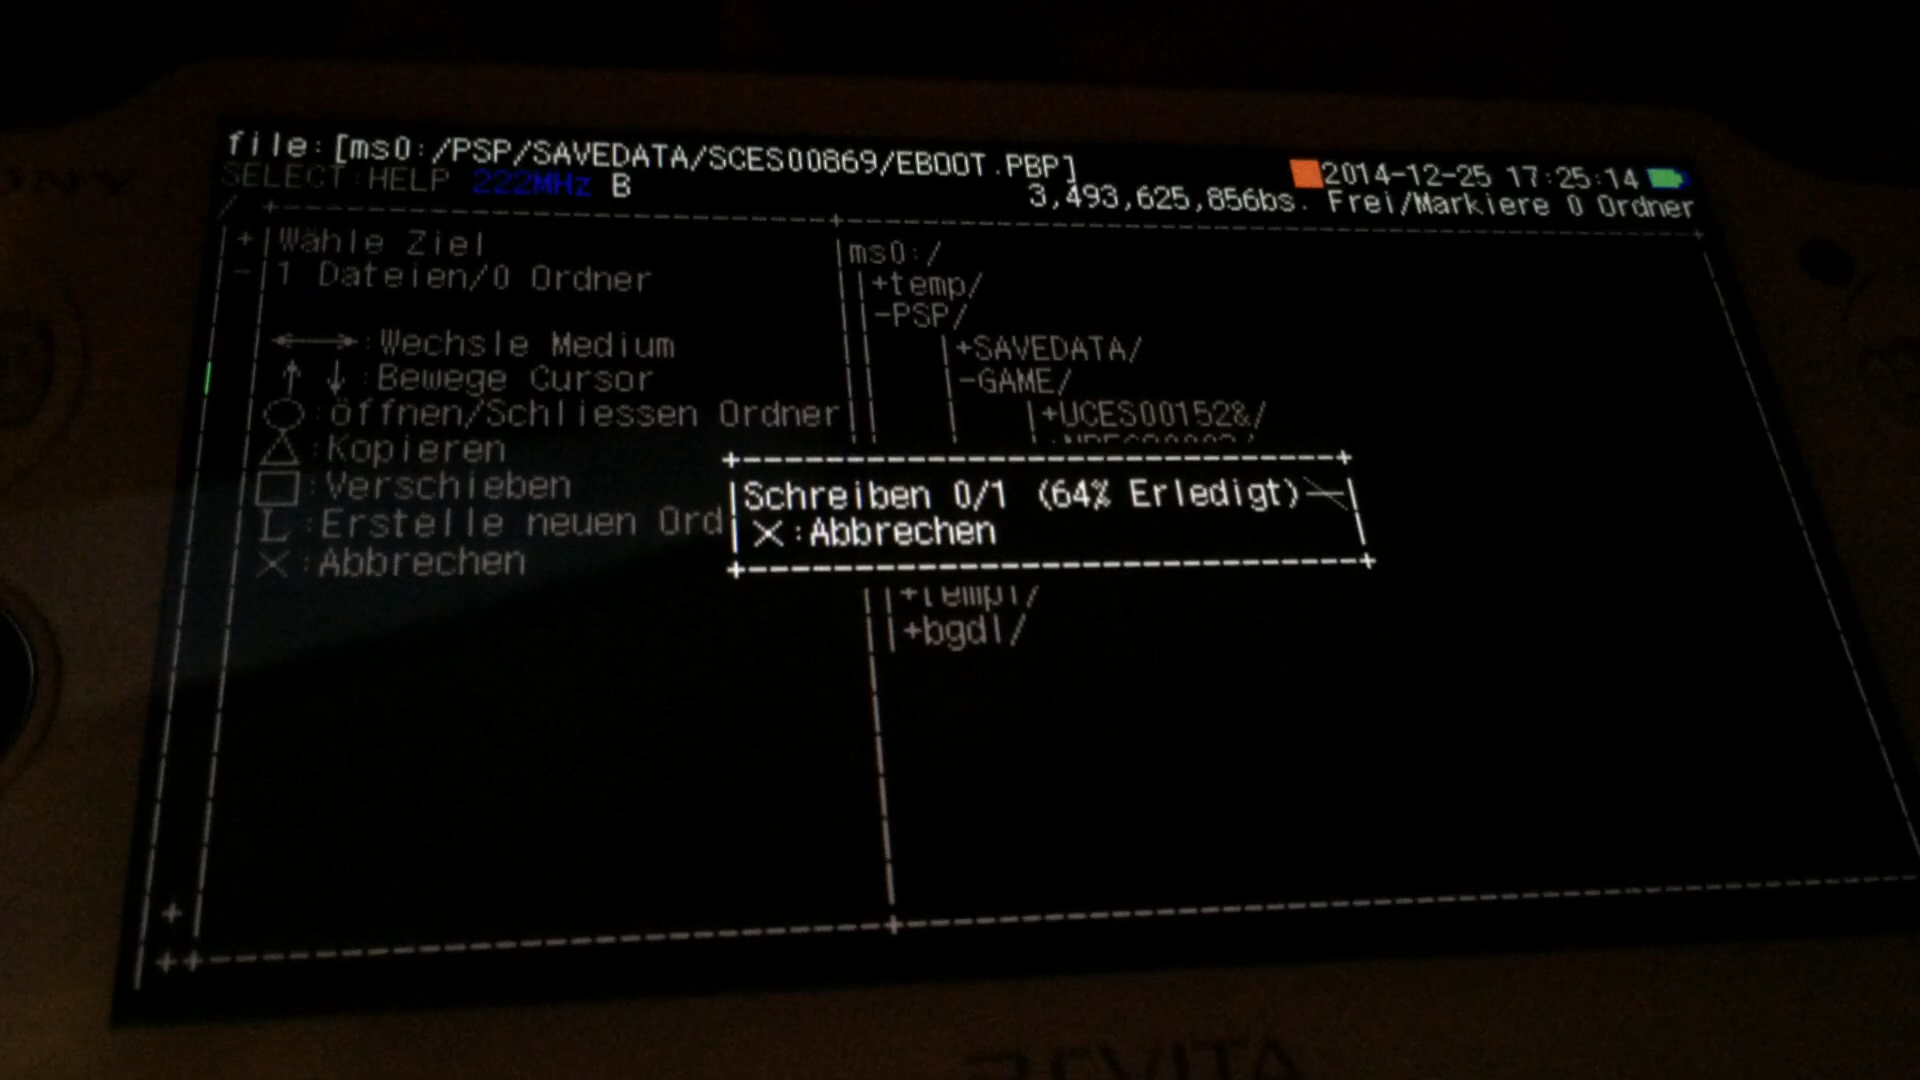 file:[ms0:/PSP/SAVEDATA/SCES00869/EBOOT.PBP]
2014-12-25 17:25:14
SELECT:HELP 222MHz B
3,493,625,856bs. Frei/Markiere 0 Ordner
Wähle Ziel
1 Dateien/0 Ordner
:Wechsle Medium
↑ ↓ :Bewege Cursor
◯:öffnen/Schliessen Ordner
△:Kopieren
□:Verschieben
L:Erstelle neuen Ord
×:Abbrechen
ms0:/
+temp/
-PSP/
+SAVEDATA/
-GAME/
+UCES00152&/
Schreiben 0/1 (64% Erledigt)
×:Abbrechen
+bgdl/